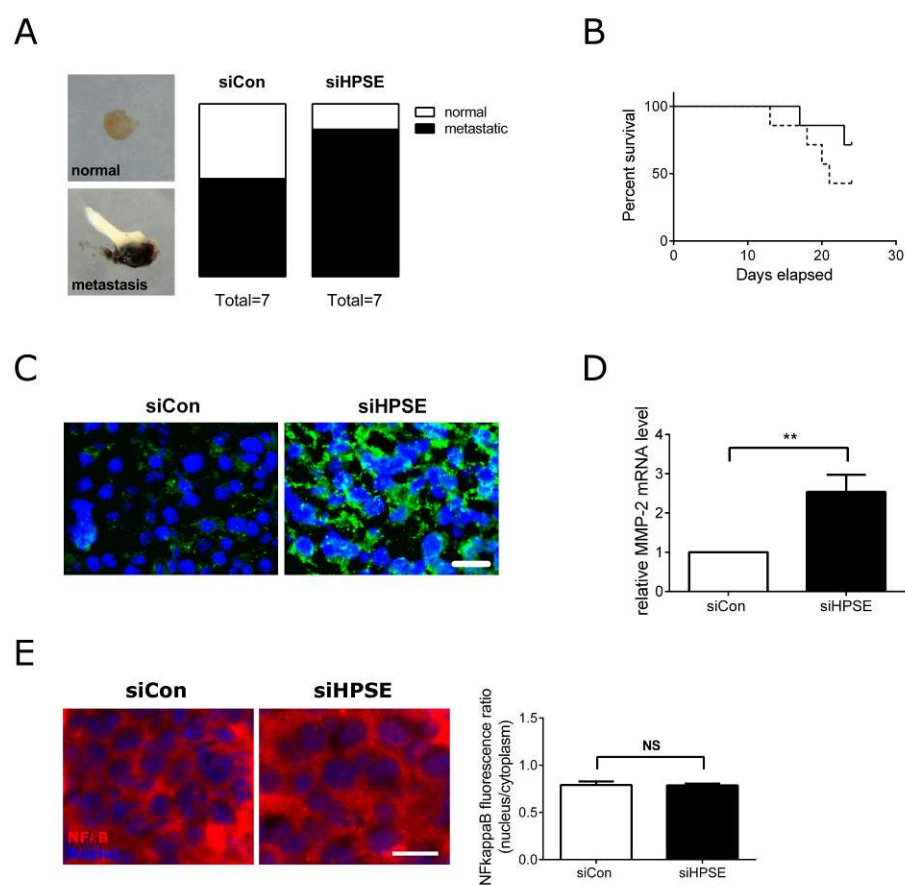 A
siCon
siHPSE
normal
metastatic
normal
metastasis
Total=7
Total=7
B
Percent survival
100
50
0
0
10
20
30
Days elapsed
C
siCon
siHPSE
D
relative MMP-2 mRNA level
4
3
2
1
0
**
siCon
siHPSE
E
siCon
siHPSE
NFkB
Nuclei
NFkappaB fluorescence ratio
(nucleus/cytoplasm)
1.5
1.0
0.5
0.0
NS
siCon
siHPSE